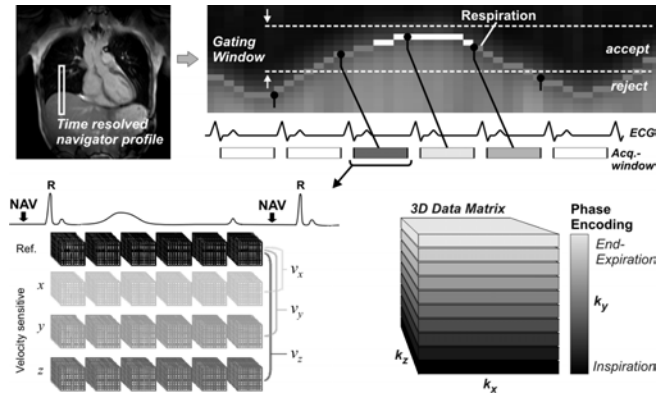 Time resolved
navigator profile
Gating
Window
Respiration
accept
reject
ECG
Acq.-
window
NAV
R
NAV
R
Ref.
x
y
z
Velocity sensitive
vx
vy
vz
3D Data Matrix
Phase
Encoding
End-
Expiration
ky
Inspiration
kz
kx